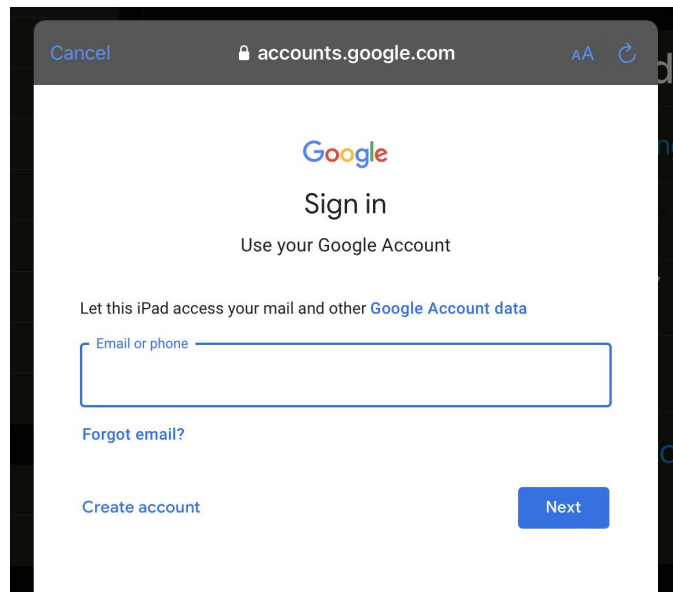 Cancel
accounts.google.com
AA
Google
Sign in
Use your Google Account
Let this iPad access your mail and other Google Account data
Email or phone
Forgot email?
Create account
Next